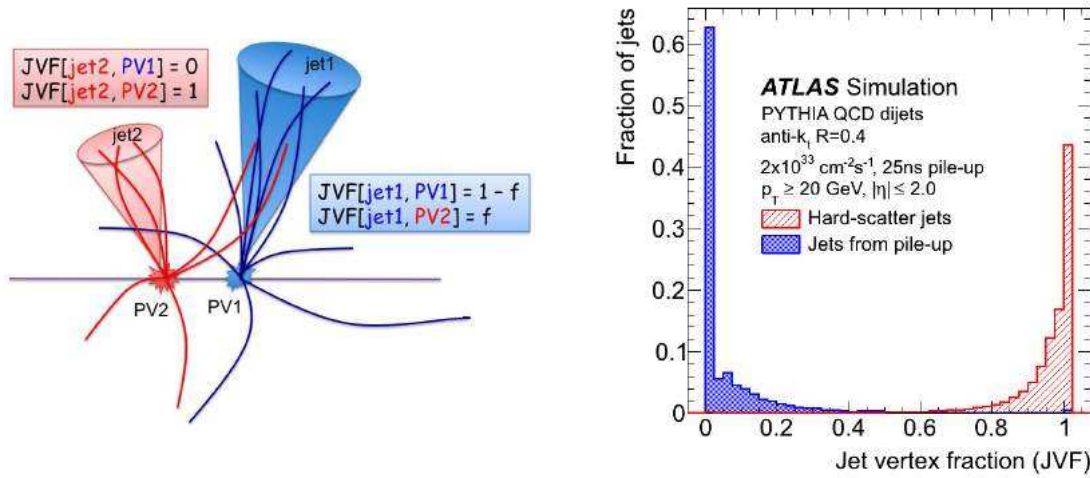 JVF[jet2, PV1] = 0
JVF[jet2, PV2] = 1
jet1
jet2
JVF[jet1, PV1] = 1 – f
JVF[jet1, PV2] = f
PV2
PV1
Fraction of jets
0.6
0.5
0.4
0.3
0.2
0.1
0
ATLAS Simulation
PYTHIA QCD dijets
anti-kt R=0.4
2x10³³ cm⁻²s⁻¹, 25ns pile-up
pT ≥ 20 GeV, |η| ≤ 2.0
Hard-scatter jets
Jets from pile-up
0 0.2 0.4 0.6 0.8 1
Jet vertex fraction (JVF)